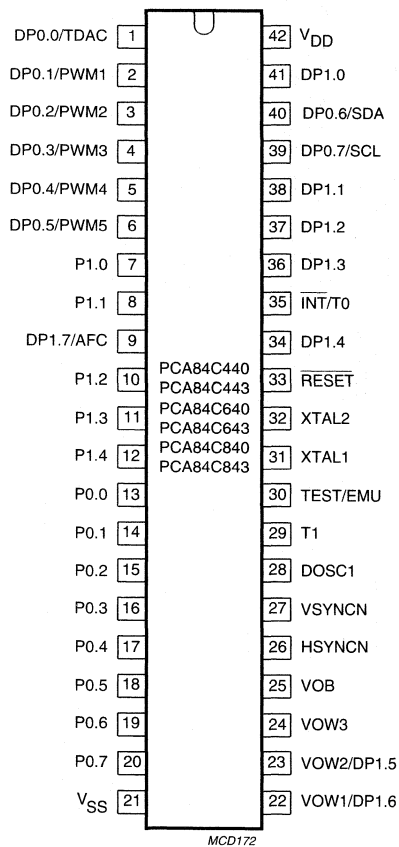 DP0.0/TDAC 1 42 VDD
DP0.1/PWM1 2 41 DP1.0
DP0.2/PWM2 3 40 DP0.6/SDA
DP0.3/PWM3 4 39 DP0.7/SCL
DP0.4/PWM4 5 38 DP1.1
DP0.5/PWM5 6 37 DP1.2
P1.0 7 36 DP1.3
P1.1 8 35 INT/T0
DP1.7/AFC 9 34 DP1.4
PCA84C440
P1.2 10 33 RESET
PCA84C443
PCA84C640
P1.3 11 32 XTAL2
PCA84C643
PCA84C840
P1.4 12 31 XTAL1
PCA84C843
P0.0 13 30 TEST/EMU
P0.1 14 29 T1
P0.2 15 28 DOSC1
P0.3 16 27 VSYNCN
P0.4 17 26 HSYNCN
P0.5 18 25 VOB
P0.6 19 24 VOW3
P0.7 20 23 VOW2/DP1.5
VSS 21 22 VOW1/DP1.6
MCD172